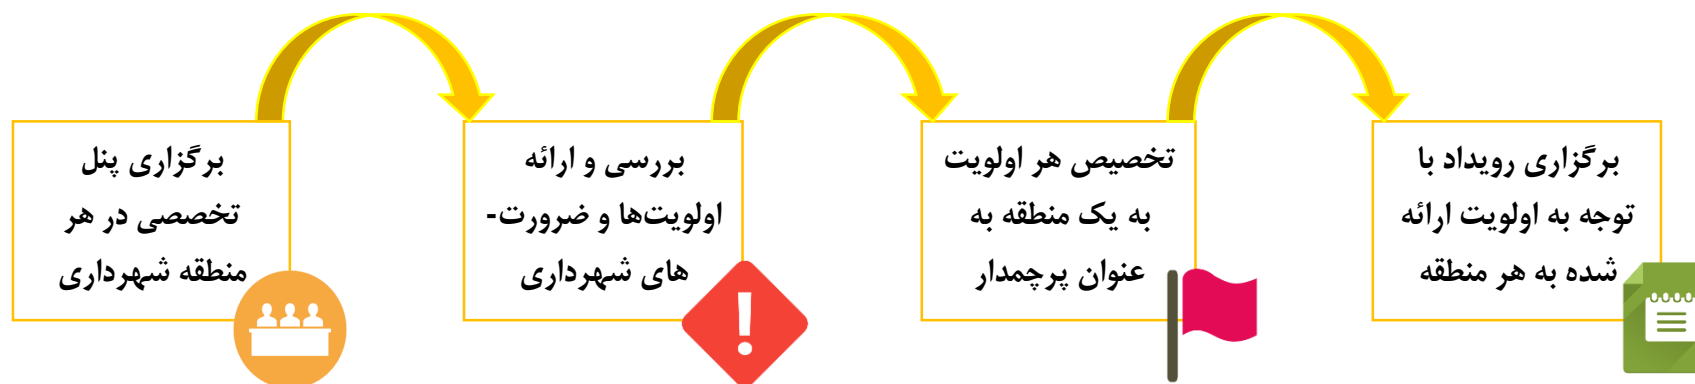 برگزاری پنل
تخصصی در هر
منطقه شهرداری
بررسی و ارائه
اولویت‌ها و ضرورت-
های شهرداری
تخصیص هر اولویت
به یک منطقه به
عنوان پرچمدار
برگزاری رویداد با
توجه به اولویت ارائه
شده به هر منطقه